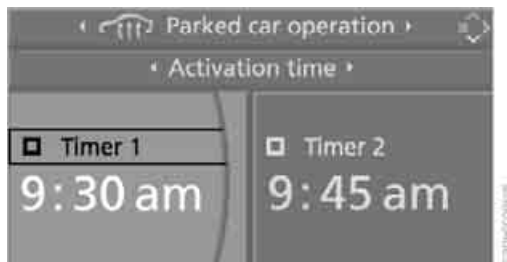 Parked car operation
Activation time
Timer 1
Timer 2
9:30 am
9:45 am